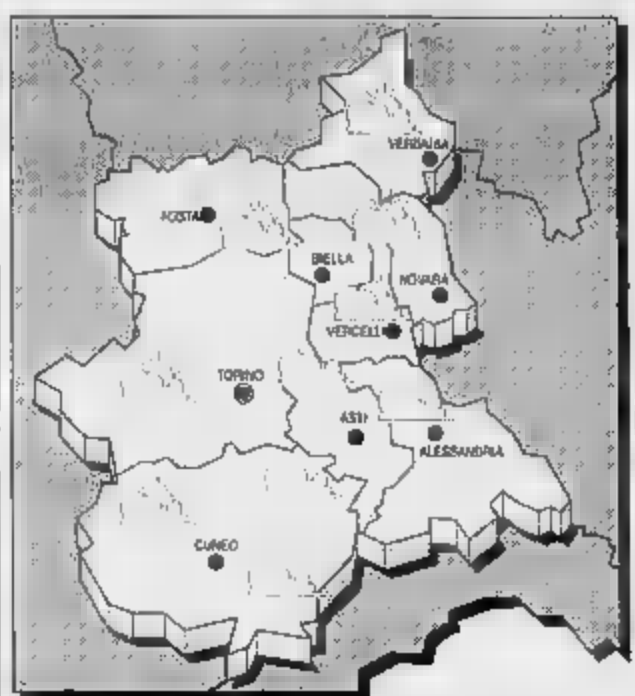 VERBANIA
AOSTA
BIELLA
NOVARA
VERCELLI
TORINO
ASTI
ALESSANDRIA
CUNEO